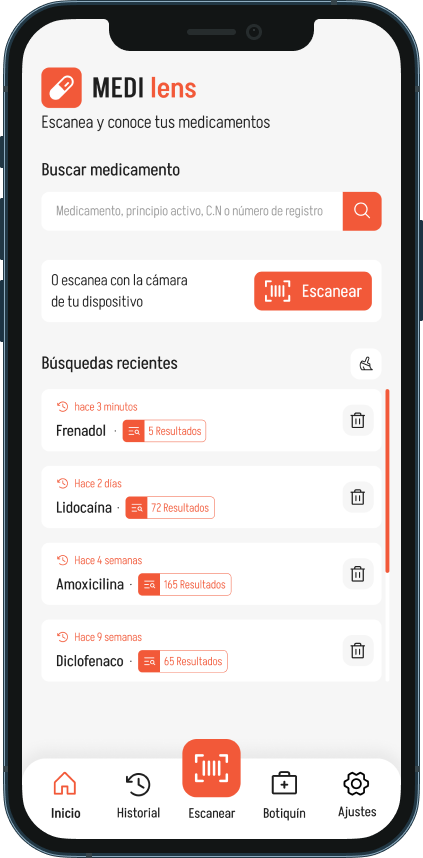 MEDI lens
Escanea y conoce tus medicamentos
Buscar medicamento
Medicamento, principio activo, C.N o número de registro
O escanea con la cámara
de tu dispositivo
Escanear
Búsquedas recientes
hace 3 minutos
Frenadol · 5 Resultados
Hace 2 días
Lidocaína · 72 Resultados
Hace 4 semanas
Amoxicilina · 165 Resultados
Hace 9 semanas
Diclofenaco · 65 Resultados
Inicio Historial Escanear Botiquín Ajustes